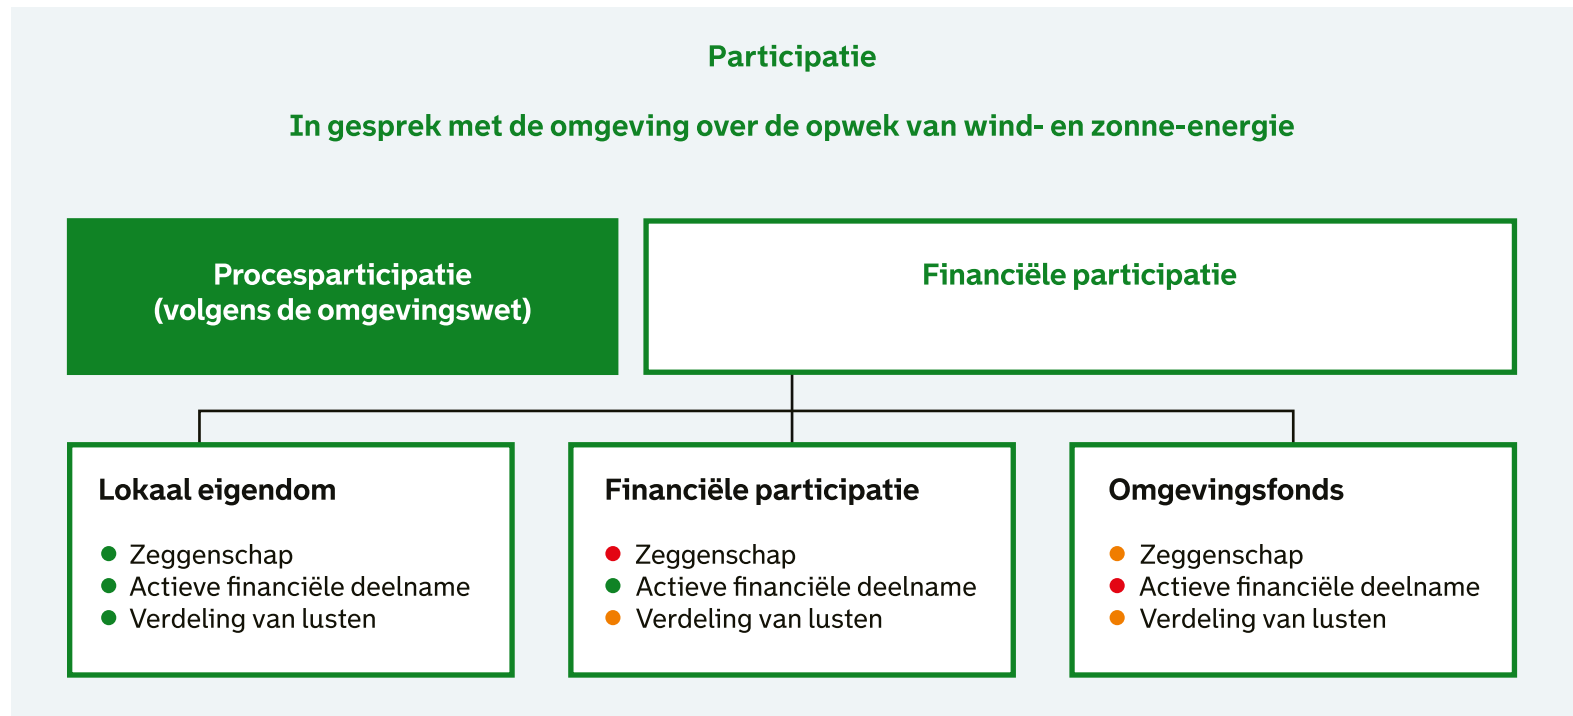 Participatie
In gesprek met de omgeving over de opwek van wind- en zonne-energie
Procesparticipatie
(volgens de omgevingswet)
Financiële participatie
Lokaal eigendom
Zeggenschap
Actieve financiële deelname
Verdeling van lusten
Financiële participatie
Zeggenschap
Actieve financiële deelname
Verdeling van lusten
Omgevingsfonds
Zeggenschap
Actieve financiële deelname
Verdeling van lusten